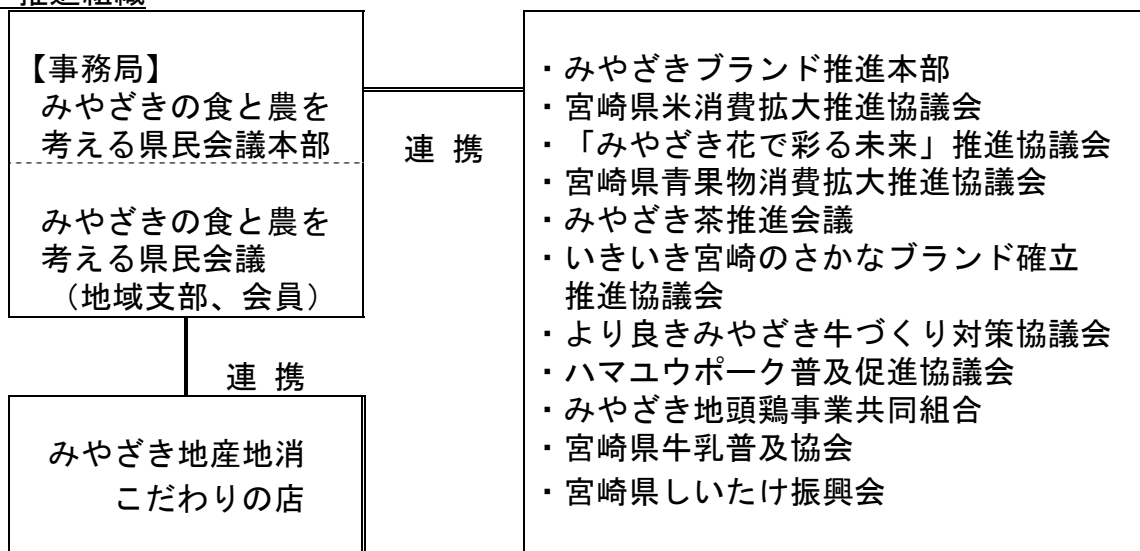 推進組織
【事務局】
みやざきの食と農を
考える県民会議本部
みやざきの食と農を
考える県民会議
（地域支部、会員）
連 携
・みやざきブランド推進本部
・宮崎県米消費拡大推進協議会
・「みやざき花で彩る未来」推進協議会
・宮崎県青果物消費拡大推進協議会
・みやざき茶推進会議
・いきいき宮崎のさかなブランド確立
推進協議会
・より良きみやざき牛づくり対策協議会
・ハマユウポーク普及促進協議会
・みやざき地頭鶏事業共同組合
・宮崎県牛乳普及協会
・宮崎県しいたけ振興会
連 携
みやざき地産地消
こだわりの店